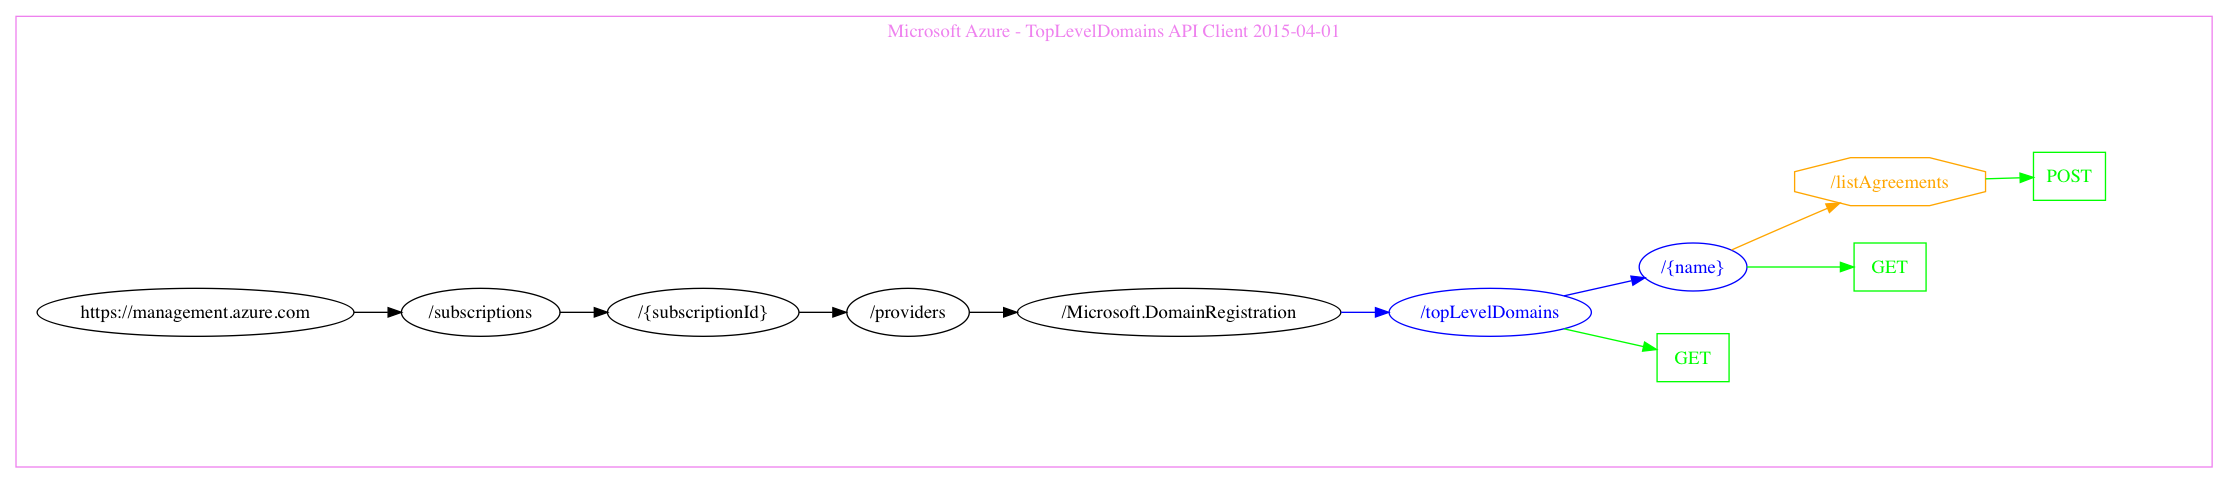 Microsoft Azure - TopLevelDomains API Client 2015-04-01
https://management.azure.com
/subscriptions
/{subscriptionId}
/providers
/Microsoft.DomainRegistration
/topLevelDomains
/{name}
/listAgreements
POST
GET
GET